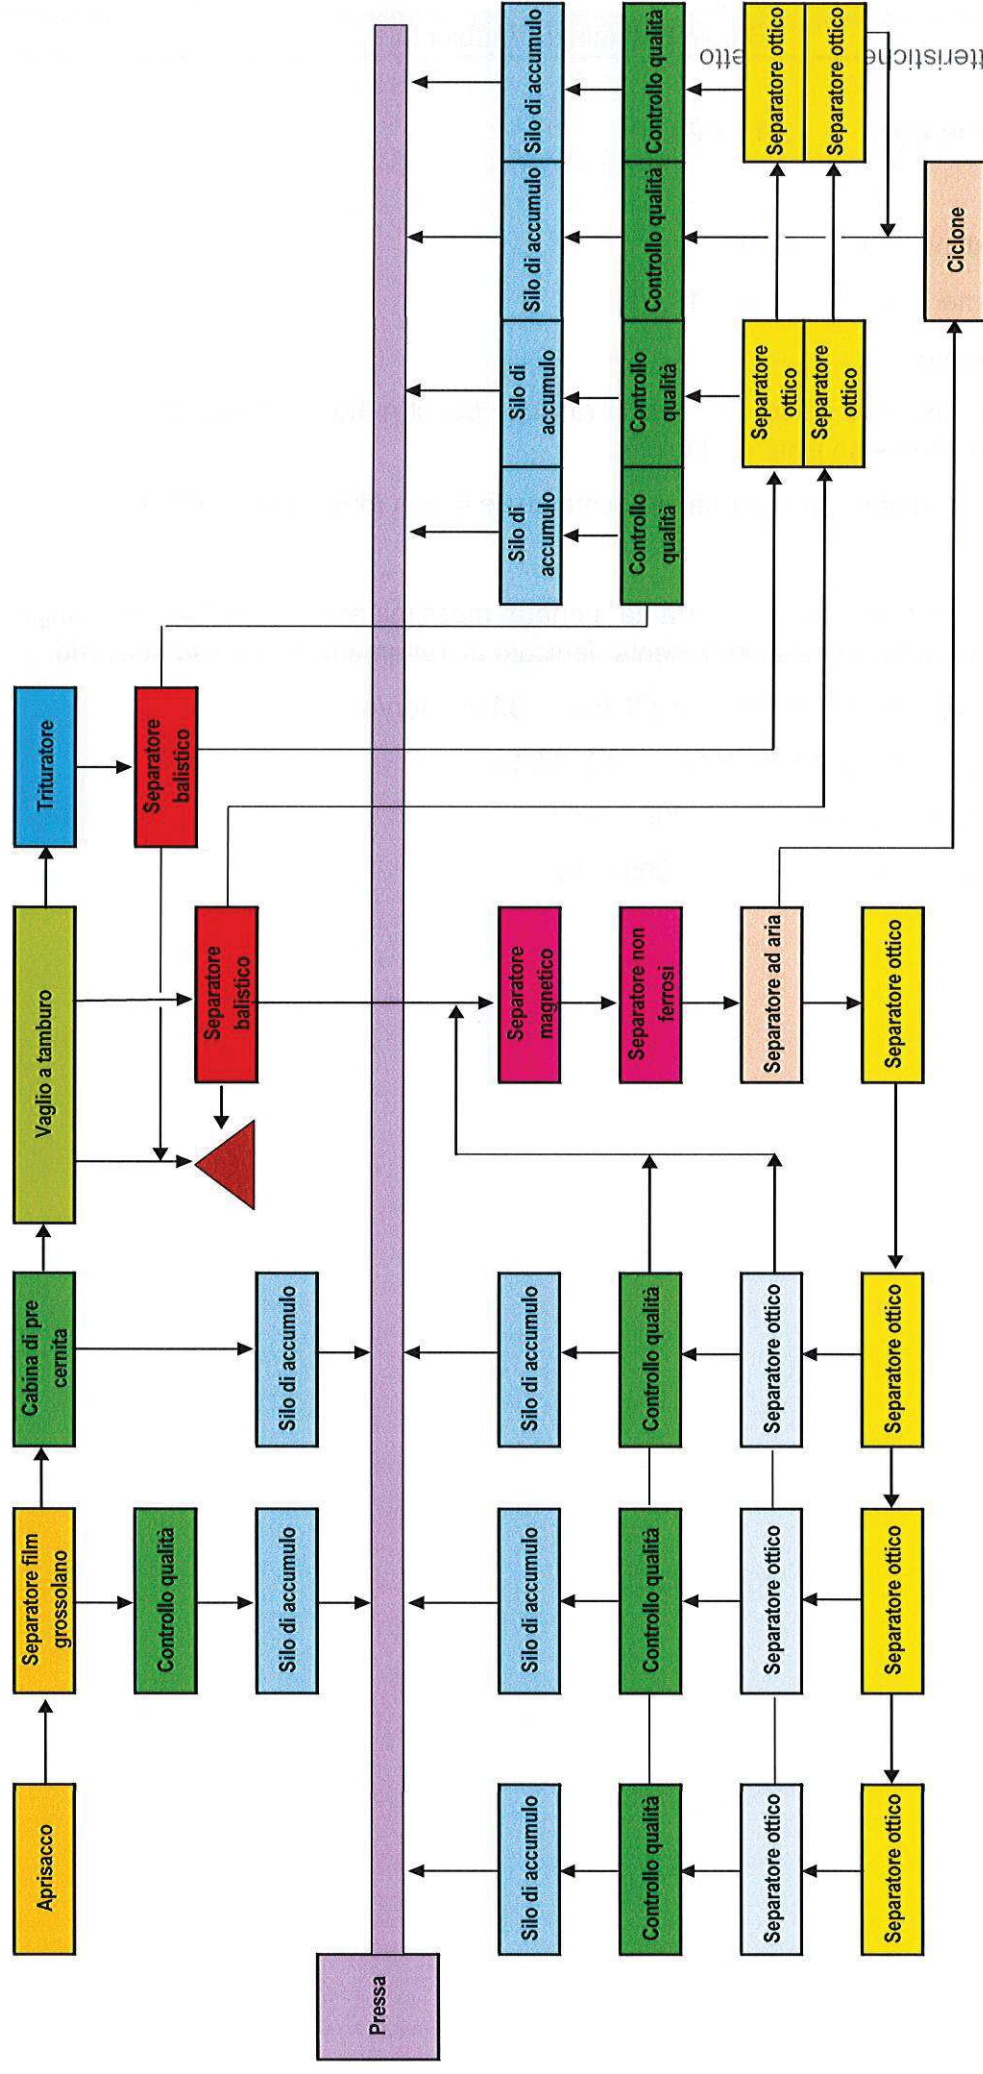 Aprisacco
Separatore film
grossolano
Cabina di pre
cernita
Vaglio a tamburo
Trituratore
Controllo qualità
Separatore
balistico
Separatore
balistico
Silo di accumulo
Silo di accumulo
Pressa
Silo di accumulo
Silo di accumulo
Silo di accumulo
Separatore
magnetico
Silo di
accumulo
Silo di
accumulo
Silo di accumulo
Silo di accumulo
Controllo qualità
Controllo qualità
Controllo qualità
Separatore non
ferrosi
Controllo
qualità
Controllo
qualità
Controllo qualità
Controllo qualità
Separatore ottico
Separatore ottico
Separatore ottico
Separatore ad aria
Separatore
ottico
Separatore ottico
Separatore
ottico
Separatore ottico
Separatore ottico
Separatore ottico
Separatore ottico
Separatore ottico
Ciclone